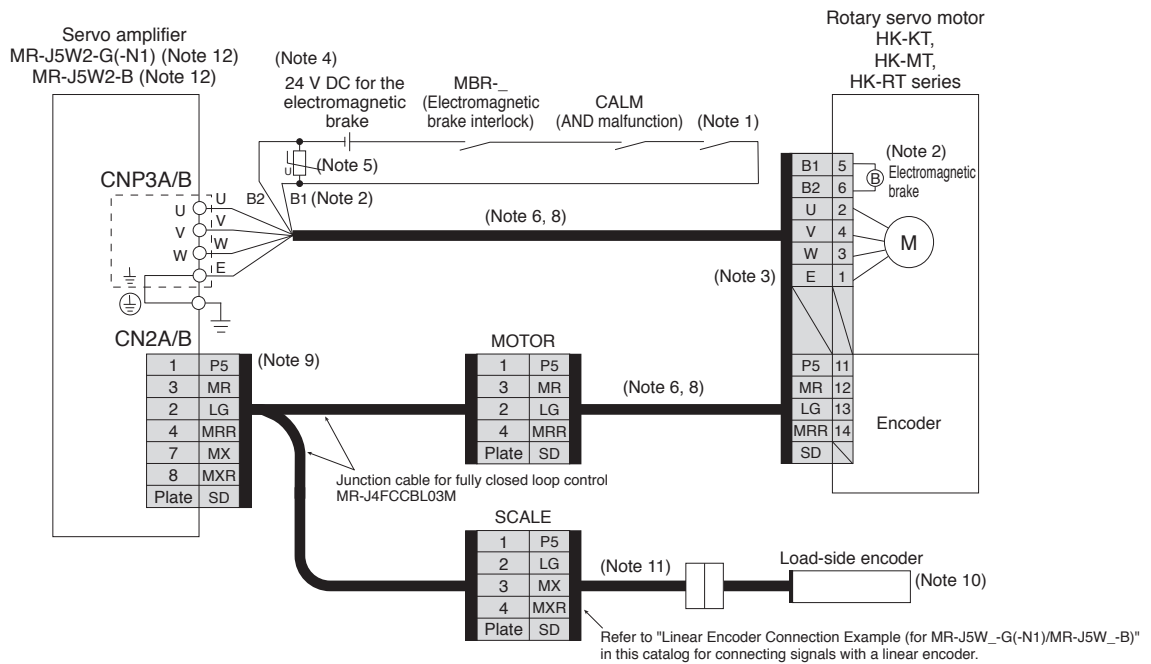 Servo amplifier
MR-J5W2-G(-N1) (Note 12)
MR-J5W2-B (Note 12)
Rotary servo motor
HK-KT,
HK-MT,
HK-RT series
(Note 4)
24 V DC for the
electromagnetic
brake
MBR-_
(Electromagnetic
brake interlock)
CALM
(AND malfunction)
(Note 1)
U
(Note 5)
B2
B1 (Note 2)
CNP3A/B
U U
V V
W W
E
(Note 6, 8)
(Note 3)
B1 5
B2 6
U 2
V 4
W 3
E 1
(Note 2)
B
Electromagnetic
brake
M
P5 11
MR 12
LG 13
MRR 14
SD
Encoder
CN2A/B
(Note 9)
1 P5
3 MR
2 LG
4 MRR
7 MX
8 MXR
Plate SD
MOTOR
1 P5
3 MR
2 LG
4 MRR
Plate SD
(Note 6, 8)
Junction cable for fully closed loop control
MR-J4FCCBL03M
SCALE
1 P5
2 LG
3 MX
4 MXR
Plate SD
(Note 11)
Load-side encoder
(Note 10)
Refer to "Linear Encoder Connection Example (for MR-J5W_-G(-N1)/MR-J5W_-B)"
in this catalog for connecting signals with a linear encoder.